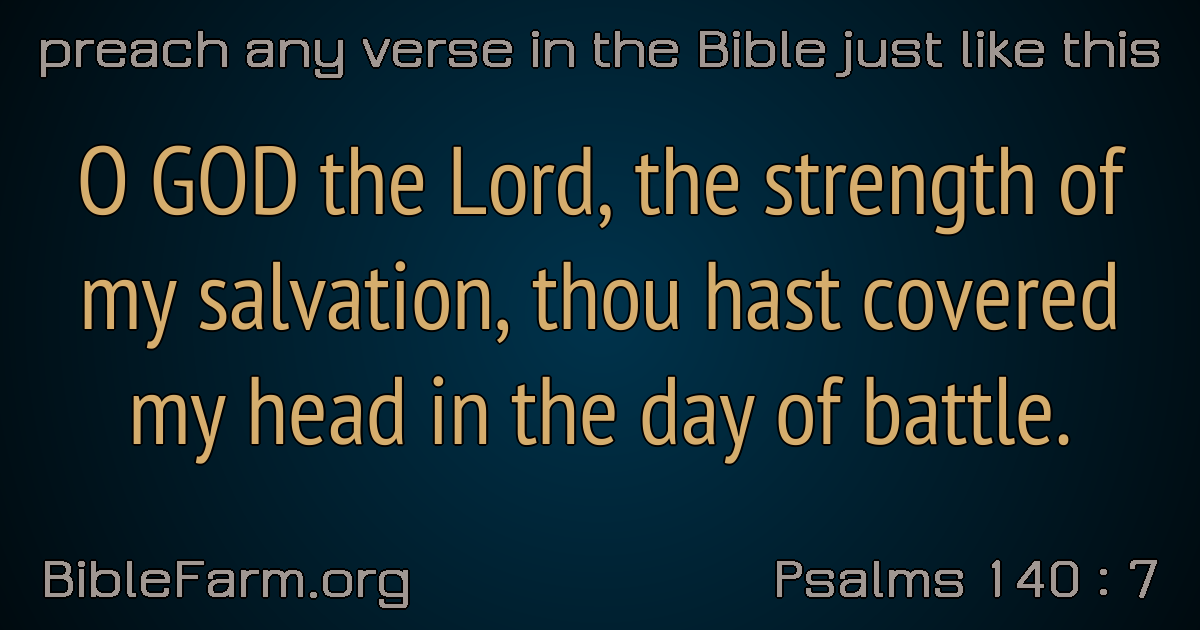 preach any verse in the Bible just like this
O GOD the Lord, the strength of
my salvation, thou hast covered
my head in the day of battle.
BibleFarm.org
Psalms 140 : 7